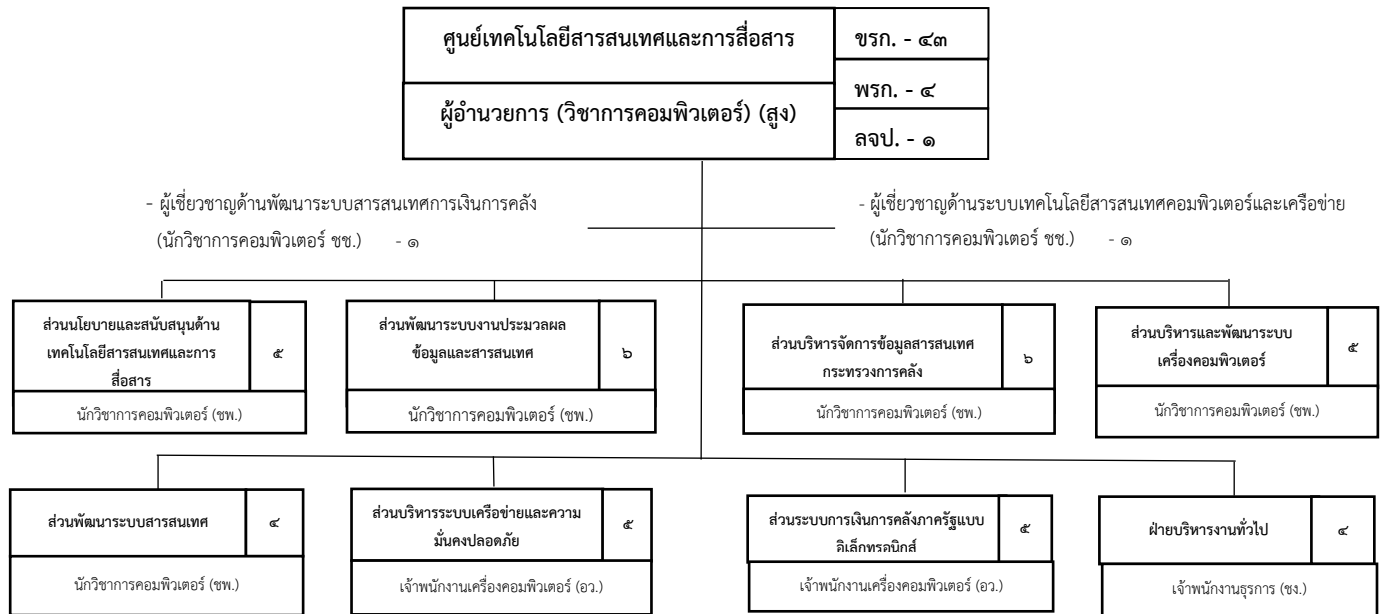 ศูนย์เทคโนโลยีสารสนเทศและการสื่อสาร
ขรก. - ๔๓
พรก. - ๔
ผู้อำนวยการ (วิชาการคอมพิวเตอร์) (สูง)
ลจป. - ๑
- ผู้เชี่ยวชาญด้านพัฒนาระบบสารสนเทศการเงินการคลัง
(นักวิชาการคอมพิวเตอร์ ชช.) - ๑
- ผู้เชี่ยวชาญด้านระบบเทคโนโลยีสารสนเทศคอมพิวเตอร์และเครือข่าย
(นักวิชาการคอมพิวเตอร์ ชช.) - ๑
ส่วนนโยบายและสนับสนุนด้าน
เทคโนโลยีสารสนเทศและการ
สื่อสาร
๕
นักวิชาการคอมพิวเตอร์ (ชพ.)
ส่วนพัฒนาระบบงานประมวลผล
ข้อมูลและสารสนเทศ
๖
นักวิชาการคอมพิวเตอร์ (ชพ.)
ส่วนบริหารจัดการข้อมูลสารสนเทศ
กระทรวงการคลัง
๖
นักวิชาการคอมพิวเตอร์ (ชพ.)
ส่วนบริหารและพัฒนาระบบ
เครื่องคอมพิวเตอร์
๕
นักวิชาการคอมพิวเตอร์ (ชพ.)
ส่วนพัฒนาระบบสารสนเทศ
๔
นักวิชาการคอมพิวเตอร์ (ชพ.)
ส่วนบริหารระบบเครือข่ายและความ
มั่นคงปลอดภัย
๕
เจ้าพนักงานเครื่องคอมพิวเตอร์ (อว.)
ส่วนระบบการเงินการคลังภาครัฐแบบ
อิเล็กทรอนิกส์
๕
เจ้าพนักงานเครื่องคอมพิวเตอร์ (อว.)
ฝ่ายบริหารงานทั่วไป
๔
เจ้าพนักงานธุรการ (ชง.)